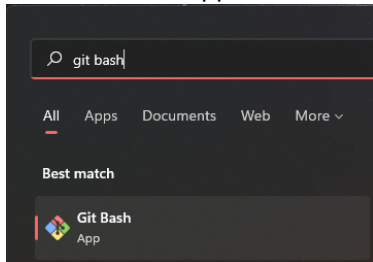 git bash
All Apps Documents Web More
Best match
Git Bash
App